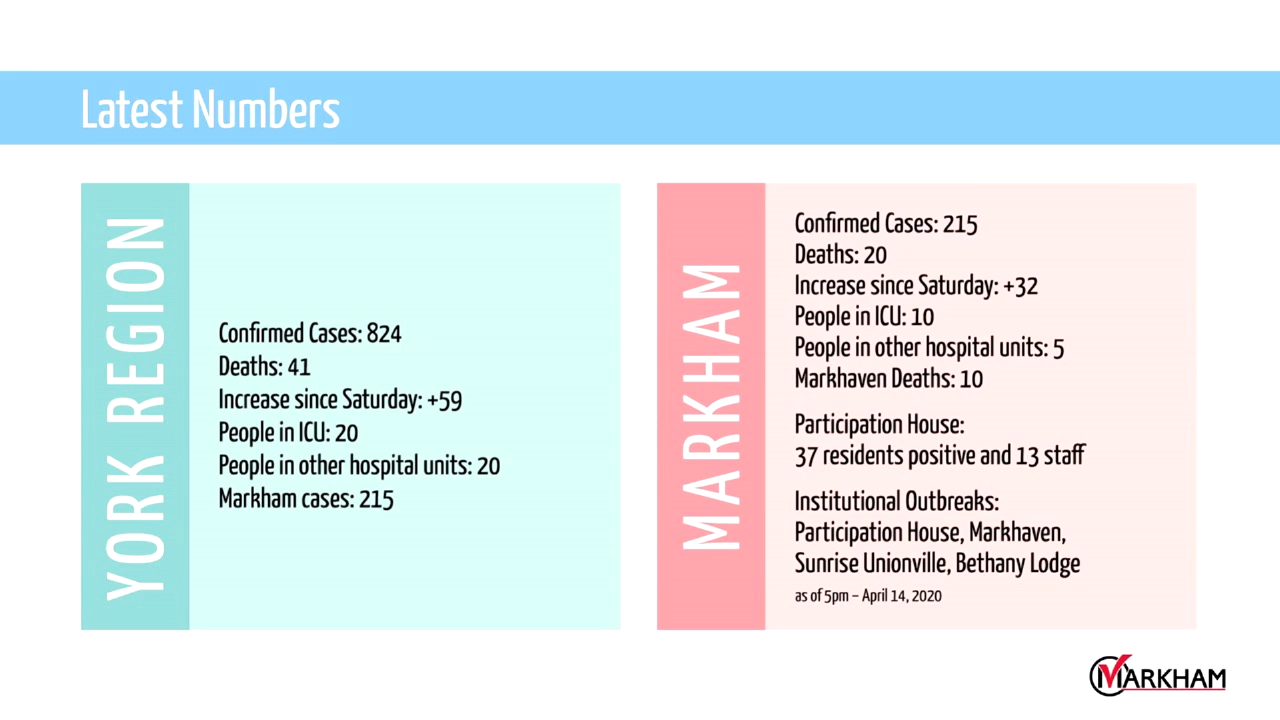 Latest Numbers
YORK REGION
Confirmed Cases: 824
Deaths: 41
Increase since Saturday: +59
People in ICU: 20
People in other hospital units: 20
Markham cases: 215
MARKHAM
Confirmed Cases: 215
Deaths: 20
Increase since Saturday: +32
People in ICU: 10
People in other hospital units: 5
Markhaven Deaths: 10
Participation House:
37 residents positive and 13 staff
Institutional Outbreaks:
Participation House, Markhaven,
Sunrise Unionville, Bethany Lodge
as of 5pm – April 14, 2020
MARKHAM